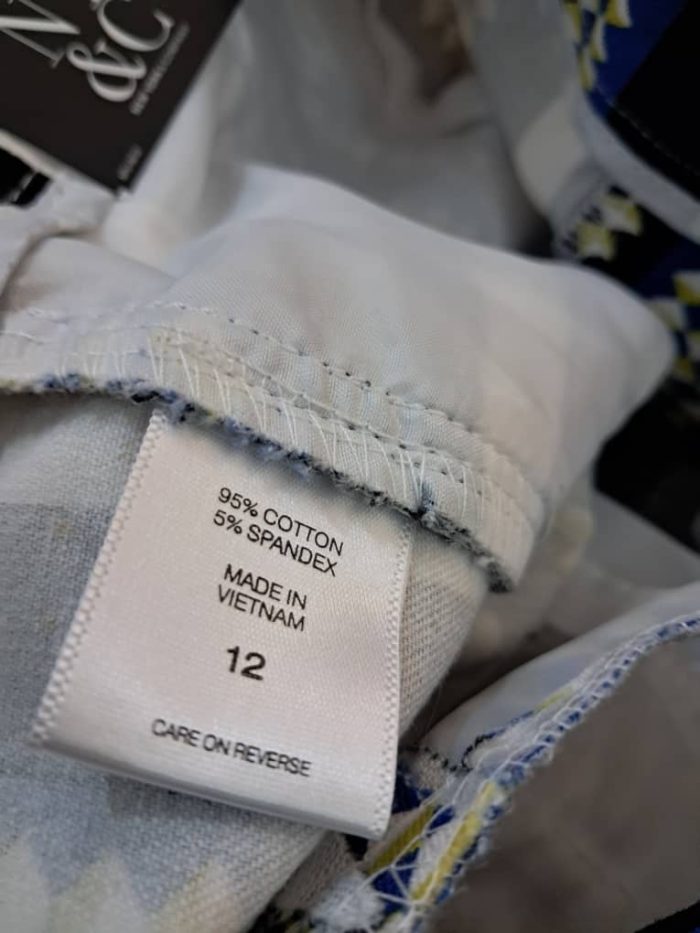 N
&C
95% COTTON
5% SPANDEX
MADE IN
VIETNAM
12
CARE ON REVERSE